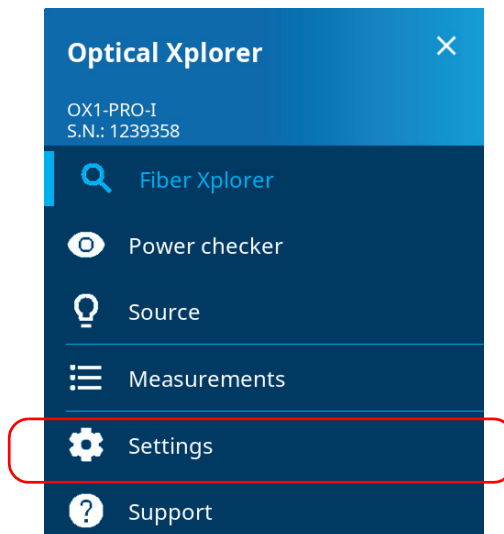 Optical Xplorer
OX1-PRO-I
S.N.: 1239358
Fiber Xplorer
Power checker
Source
Measurements
Settings
Support